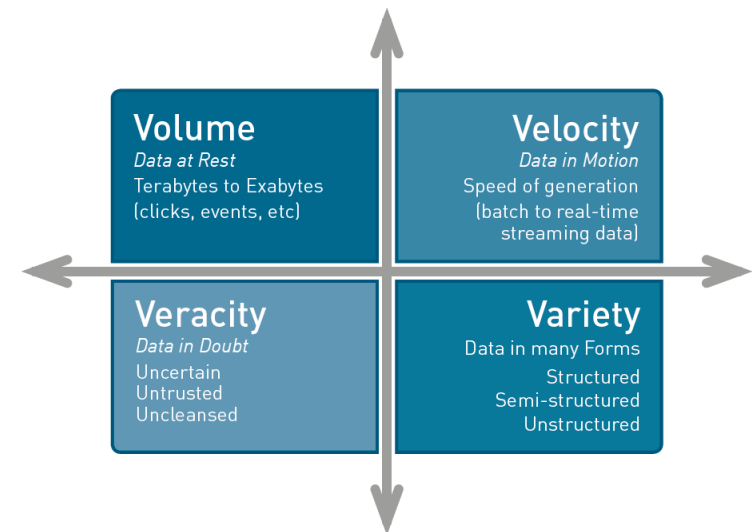 Volume
Data at Rest
Terabytes to Exabytes
(clicks, events, etc)
Velocity
Data in Motion
Speed of generation
(batch to real-time
streaming data)
Veracity
Data in Doubt
Uncertain
Untrusted
Uncleansed
Variety
Data in many Forms
Structured
Semi-structured
Unstructured